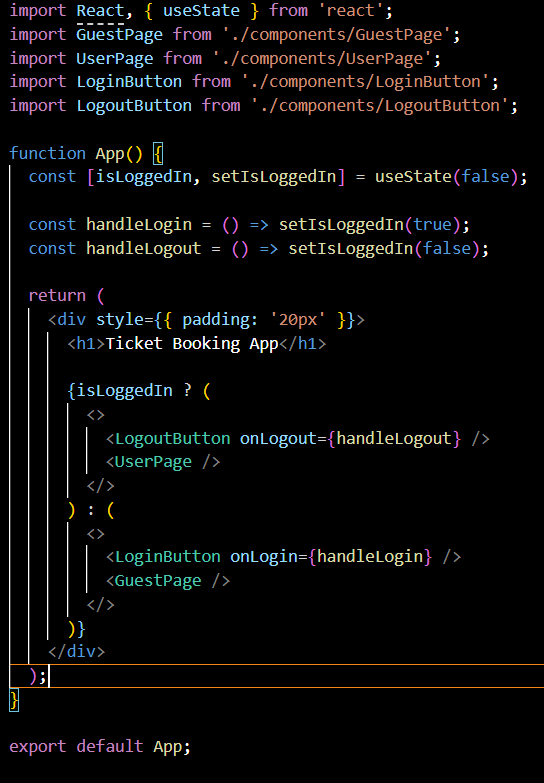 import React, { useState } from 'react';
import GuestPage from './components/GuestPage';
import UserPage from './components/UserPage';
import LoginButton from './components/LoginButton';
import LogoutButton from './components/LogoutButton';

function App() {
  const [isLoggedIn, setIsLoggedIn] = useState(false);

  const handleLogin = () => setIsLoggedIn(true);
  const handleLogout = () => setIsLoggedIn(false);

  return (
    <div style={{ padding: '20px' }}>
      <h1>Ticket Booking App</h1>

      {isLoggedIn ? (
        <>
          <LogoutButton onLogout={handleLogout} />
          <UserPage />
        </>
      ) : (
        <>
          <LoginButton onLogin={handleLogin} />
          <GuestPage />
        </>
      )}
    </div>
  );
}

export default App;